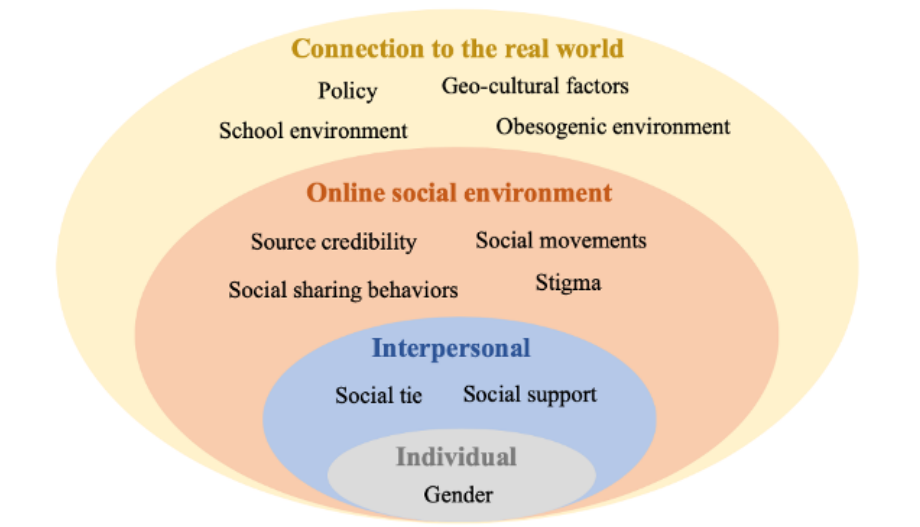 Connection to the real world
Policy
Geo-cultural factors
School environment
Obesogenic environment
Online social environment
Source credibility
Social movements
Social sharing behaviors
Stigma
Interpersonal
Social tie
Social support
Individual
Gender